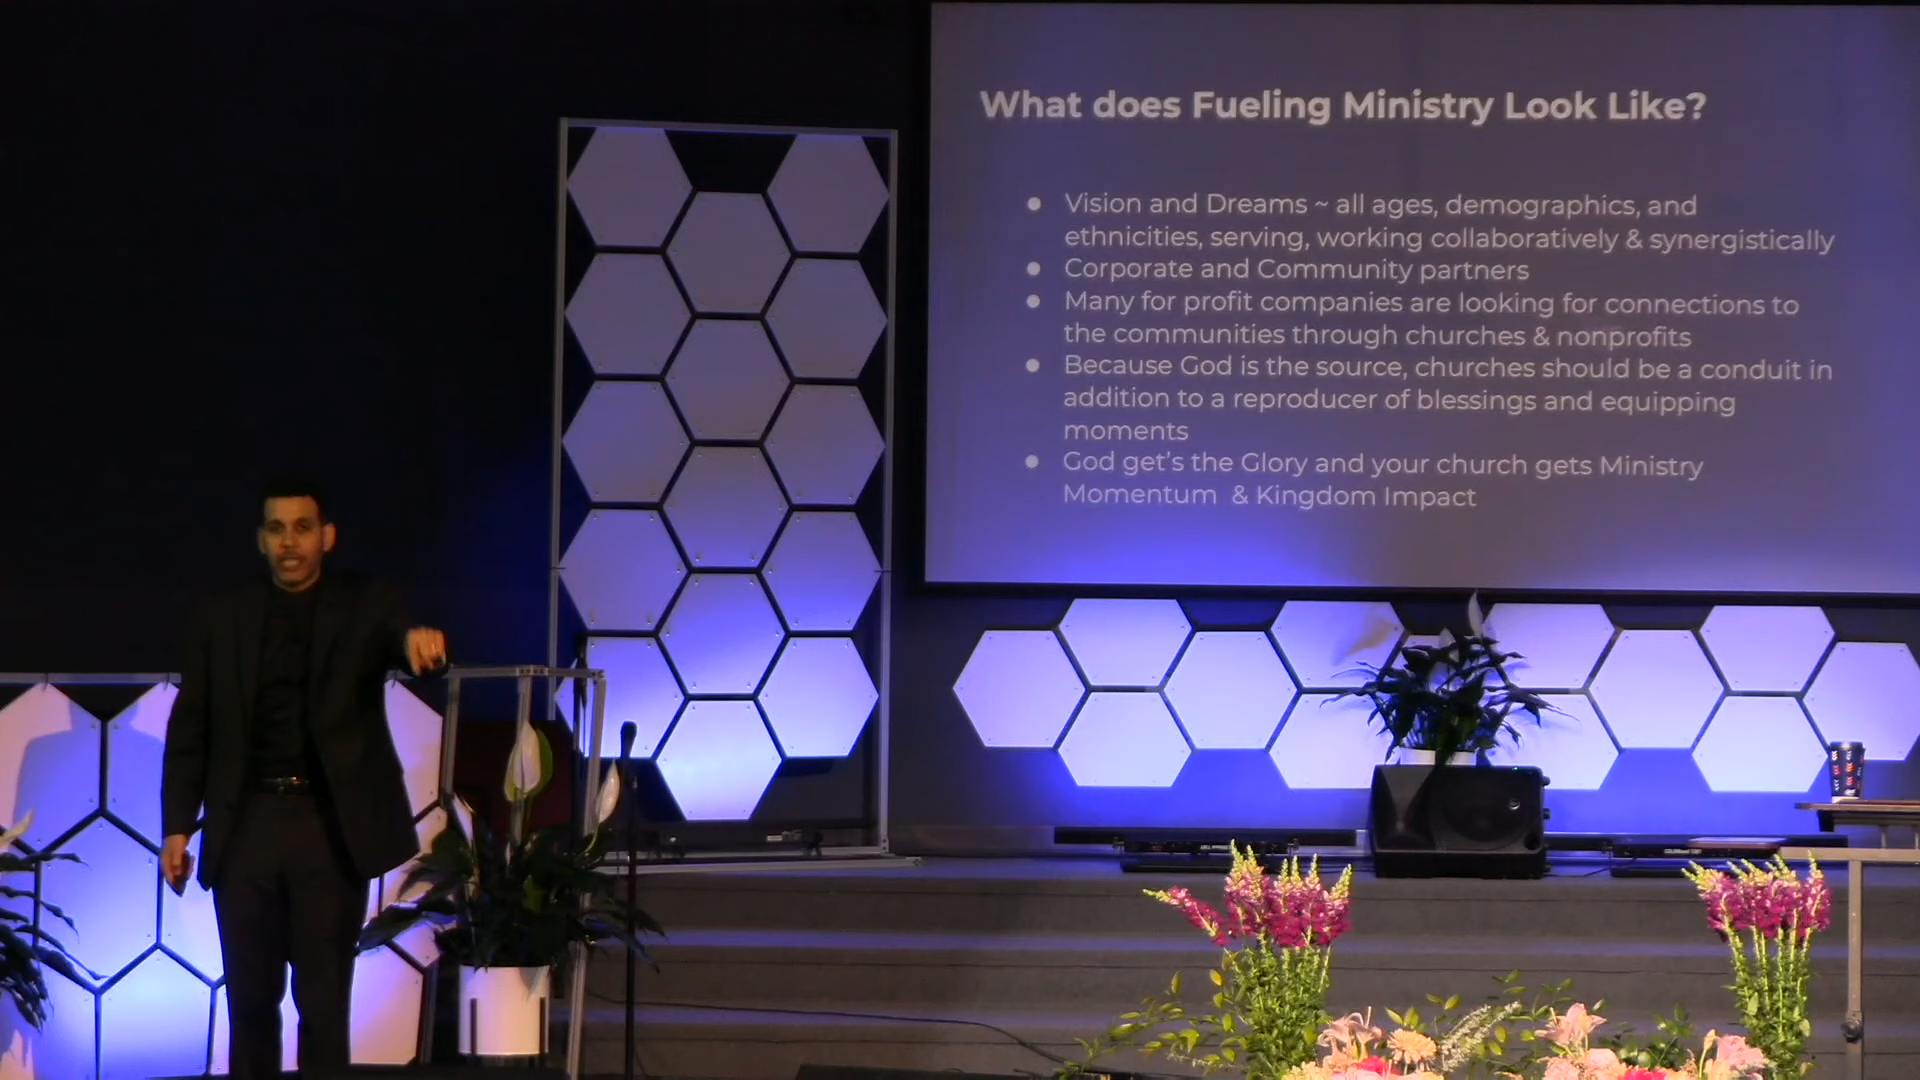 What does Fueling Ministry Look Like?
● Vision and Dreams ~ all ages, demographics, and
ethnicities, serving, working collaboratively & synergistically
● Corporate and Community partners
● Many for profit companies are looking for connections to
the communities through churches & nonprofits
● Because God is the source, churches should be a conduit in
addition to a reproducer of blessings and equipping
moments
● God get's the Glory and your church gets Ministry
Momentum & Kingdom Impact